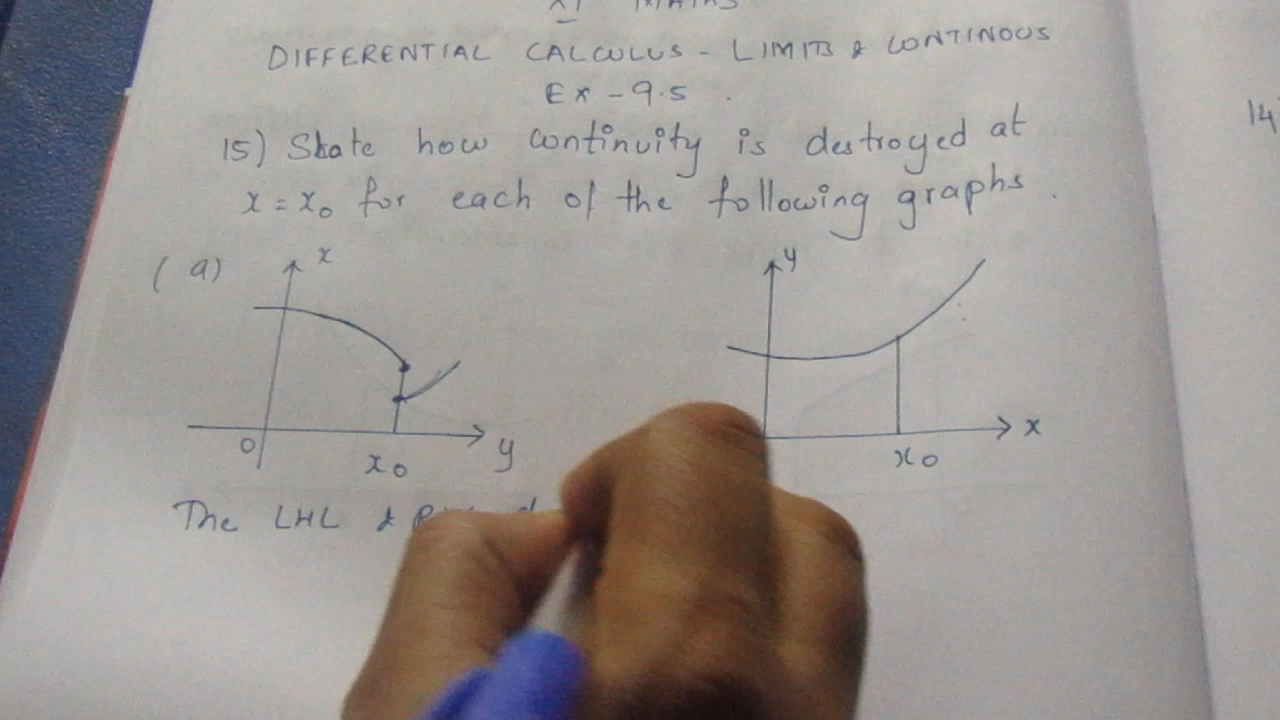 DIFFERENTIAL CALCULUS - LIMITS & CONTINOUS
Ex - 9.5 .
15) State how continuity is destroyed at
x = x₀ for each of the following graphs .
(a)
x
y
0
x₀
y
x
x₀
The LHL &
14